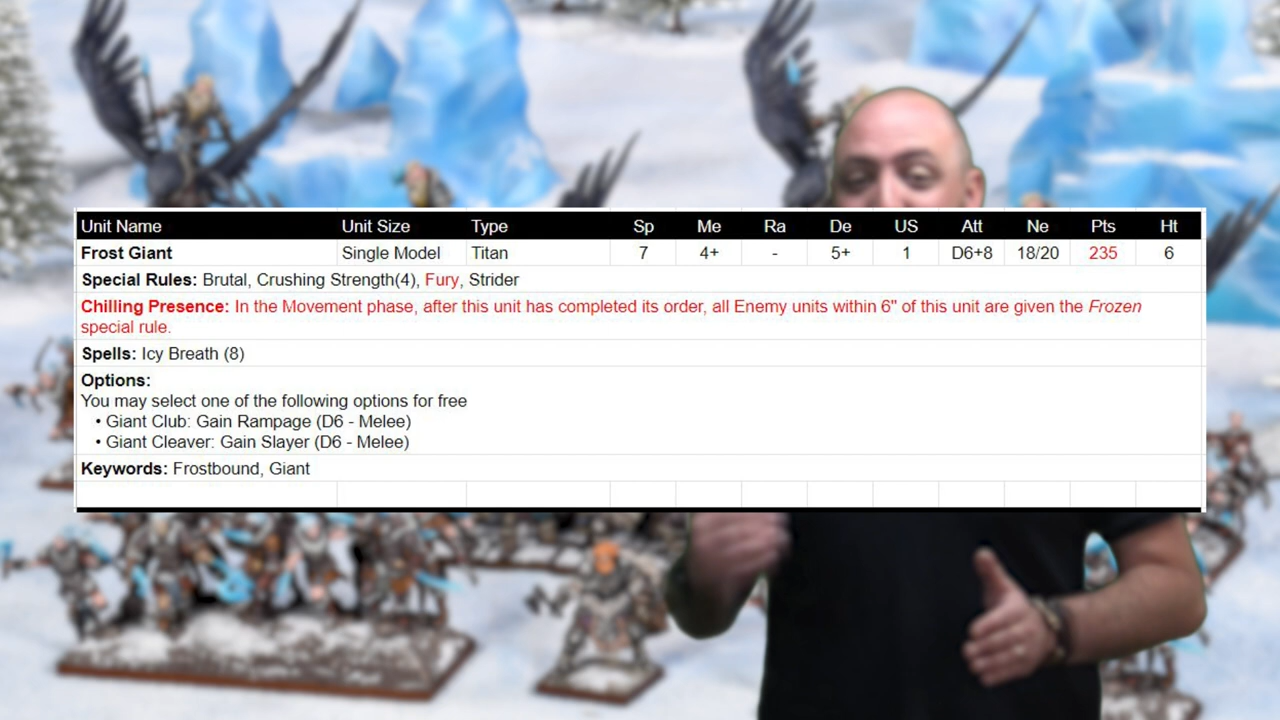 Unit Name Unit Size Type Sp Me Ra De US Att Ne Pts Ht
Frost Giant Single Model Titan 7 4+ - 5+ 1 D6+8 18/20 235 6
Special Rules: Brutal, Crushing Strength(4), Fury, Strider
Chilling Presence: In the Movement phase, after this unit has completed its order, all Enemy units within 6" of this unit are given the Frozen
special rule.
Spells: Icy Breath (8)
Options:
You may select one of the following options for free
• Giant Club: Gain Rampage (D6 - Melee)
• Giant Cleaver: Gain Slayer (D6 - Melee)
Keywords: Frostbound, Giant